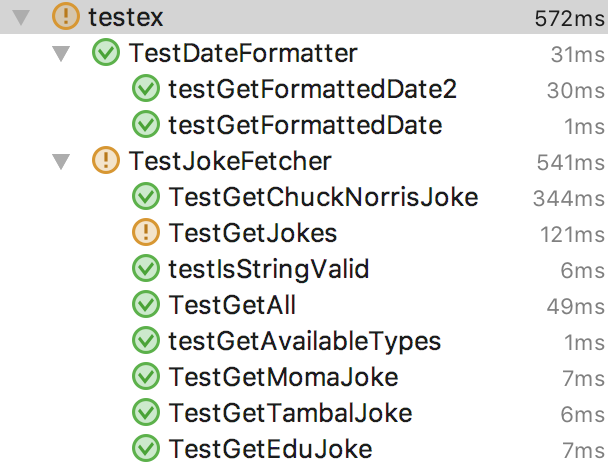 testex 572ms
TestDateFormatter 31ms
testGetFormattedDate2 30ms
testGetFormattedDate 1ms
TestJokeFetcher 541ms
TestGetChuckNorrisJoke 344ms
TestGetJokes 121ms
testIsStringValid 6ms
TestGetAll 49ms
testGetAvailableTypes 1ms
TestGetMomaJoke 7ms
TestGetTambalJoke 6ms
TestGetEduJoke 7ms